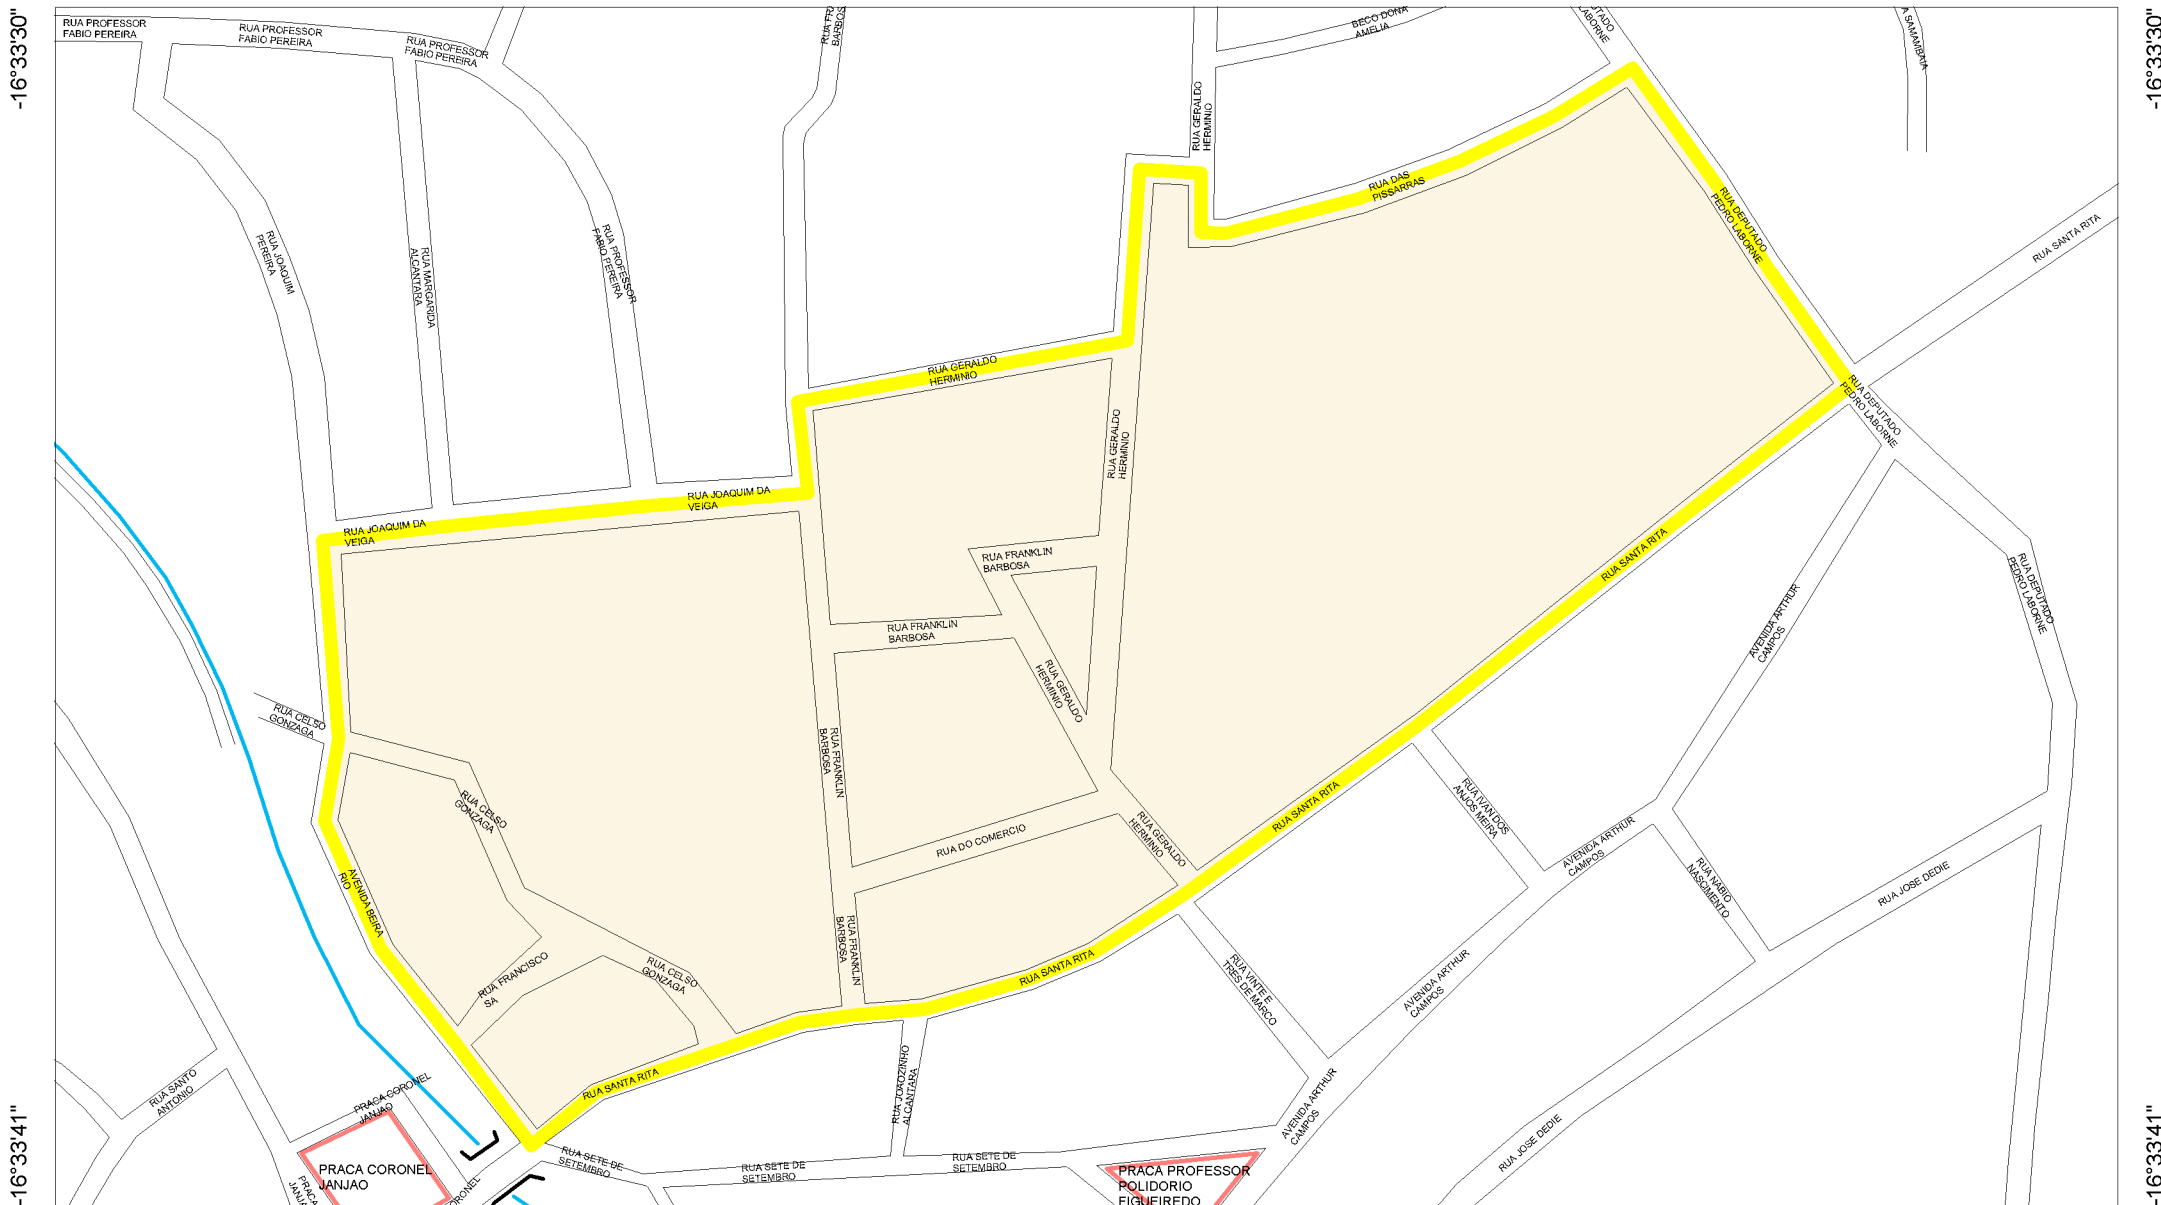 -16°33'30"
-16°33'30"
RUA PROFESSOR
FABIO PEREIRA
RUA PROFESSOR
FABIO PEREIRA
RUA PROFESSOR
FABIO PEREIRA
BECO DONA
AMELIA
RUA GERALDO
HERMINIO
RUA DAS
PISSARRAS
RUA DEPUTADO
PEDRO LABORNE
RUA SANTA RITA
RUA JOAQUIM
PEREIRA
RUA MARGARIDA
ALCANTARA
RUA PROFESSOR
FABIO PEREIRA
RUA GERALDO
HERMINIO
RUA DEPUTADO
PEDRO LABORNE
RUA GERALDO
HERMINIO
RUA JOAQUIM DA
VEIGA
RUA JOAQUIM DA
VEIGA
RUA FRANKLIN
BARBOSA
RUA SANTA RITA
RUA DEPUTADO
PEDRO LABORNE
RUA FRANKLIN
BARBOSA
AVENIDA ARTHUR
CAMPOS
RUA GERALDO
HERMINIO
RUA CELSO
GONZAGA
RUA FRANKLIN
BARBOSA
RUA CELSO
GONZAGA
RUA SANTA RITA
RUA IVAN DOS
ANJOS MEIRA
RUA DO COMERCIO
RUA GERALDO
HERMINIO
AVENIDA ARTHUR
CAMPOS
RUA NABIO
NASCIMENTO
RUA JOSE DEDIE
AVENIDA BEIRA
RIO
RUA FRANKLIN
BARBOSA
RUA FRANCISCO
SA
RUA CELSO
GONZAGA
RUA SANTA RITA
RUA VINTE E
TRES DE MARCO
AVENIDA ARTHUR
CAMPOS
RUA SANTO
ANTONIO
PRACA CORONEL
JANJAO
RUA SANTA RITA
RUA JOAOZINHO
ALCANTARA
AVENIDA ARTHUR
CAMPOS
RUA JOSE DEDIE
RUA SETE DE
SETEMBRO
RUA SETE DE
SETEMBRO
RUA SETE DE
SETEMBRO
PRACA CORONEL
JANJAO
PRACA PROFESSOR
POLIDORIO
FIGUEIREDO
-16°33'41"
-16°33'41"